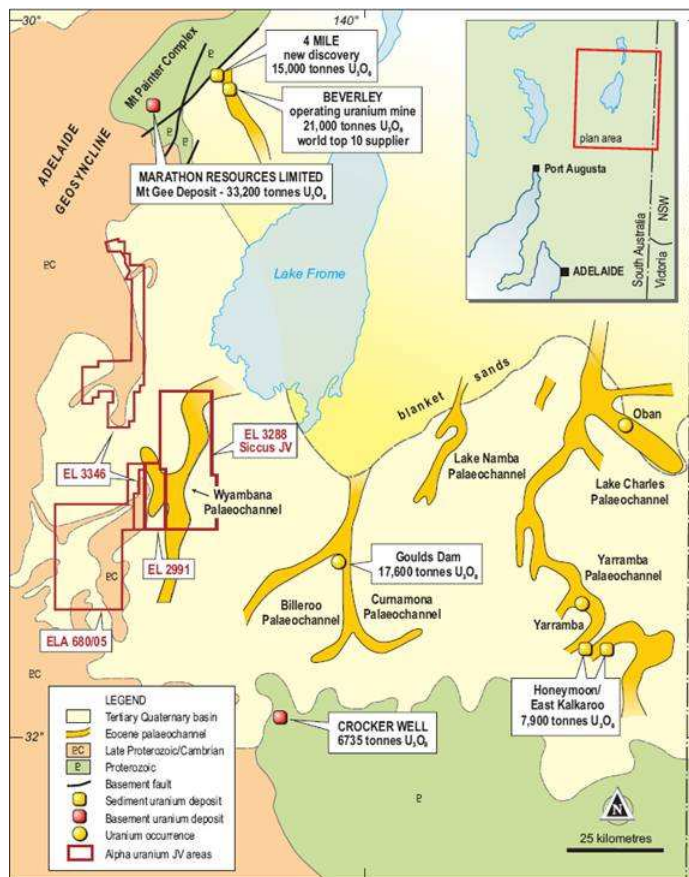 30°
140°
4 MILE
new discovery
15,000 tonnes U₃O₈
BEVERLEY
operating uranium mine
21,000 tonnes U₃O₈
world top 10 supplier
Mt Painter Complex
P
P
P
ADELAIDE
GEOSYNCLINE
MARATHON RESOURCES LIMITED
Mt Gee Deposit - 33,200 tonnes U₃O₈
plan area
Port Augusta
ADELAIDE
South Australia
NSW
Victoria
Lake Frome
PC
blanket sands
EL 3288
Siccus JV
EL 3346
Wyambana
Palaeochannel
EL 2991
PC
ELA 680/05
PC
Lake Namba
Palaeochannel
Oban
Lake Charles
Palaeochannel
Goulds Dam
17,600 tonnes U₃O₈
Billeroo
Palaeochannel
Curnamona
Palaeochannel
Yarramba
Palaeochannel
Yarramba
Honeymoon/
East Kalkaroo
7,900 tonnes U₃O₈
CROCKER WELL
6735 tonnes U₃O₈
32°
P
LEGEND
Tertiary Quaternary basin
Eocene palaeochannel
PC Late Proterozoic/Cambrian
P Proterozoic
Basement fault
Sediment uranium deposit
Basement uranium deposit
Uranium occurrence
Alpha uranium JV areas
N
25 kilometres